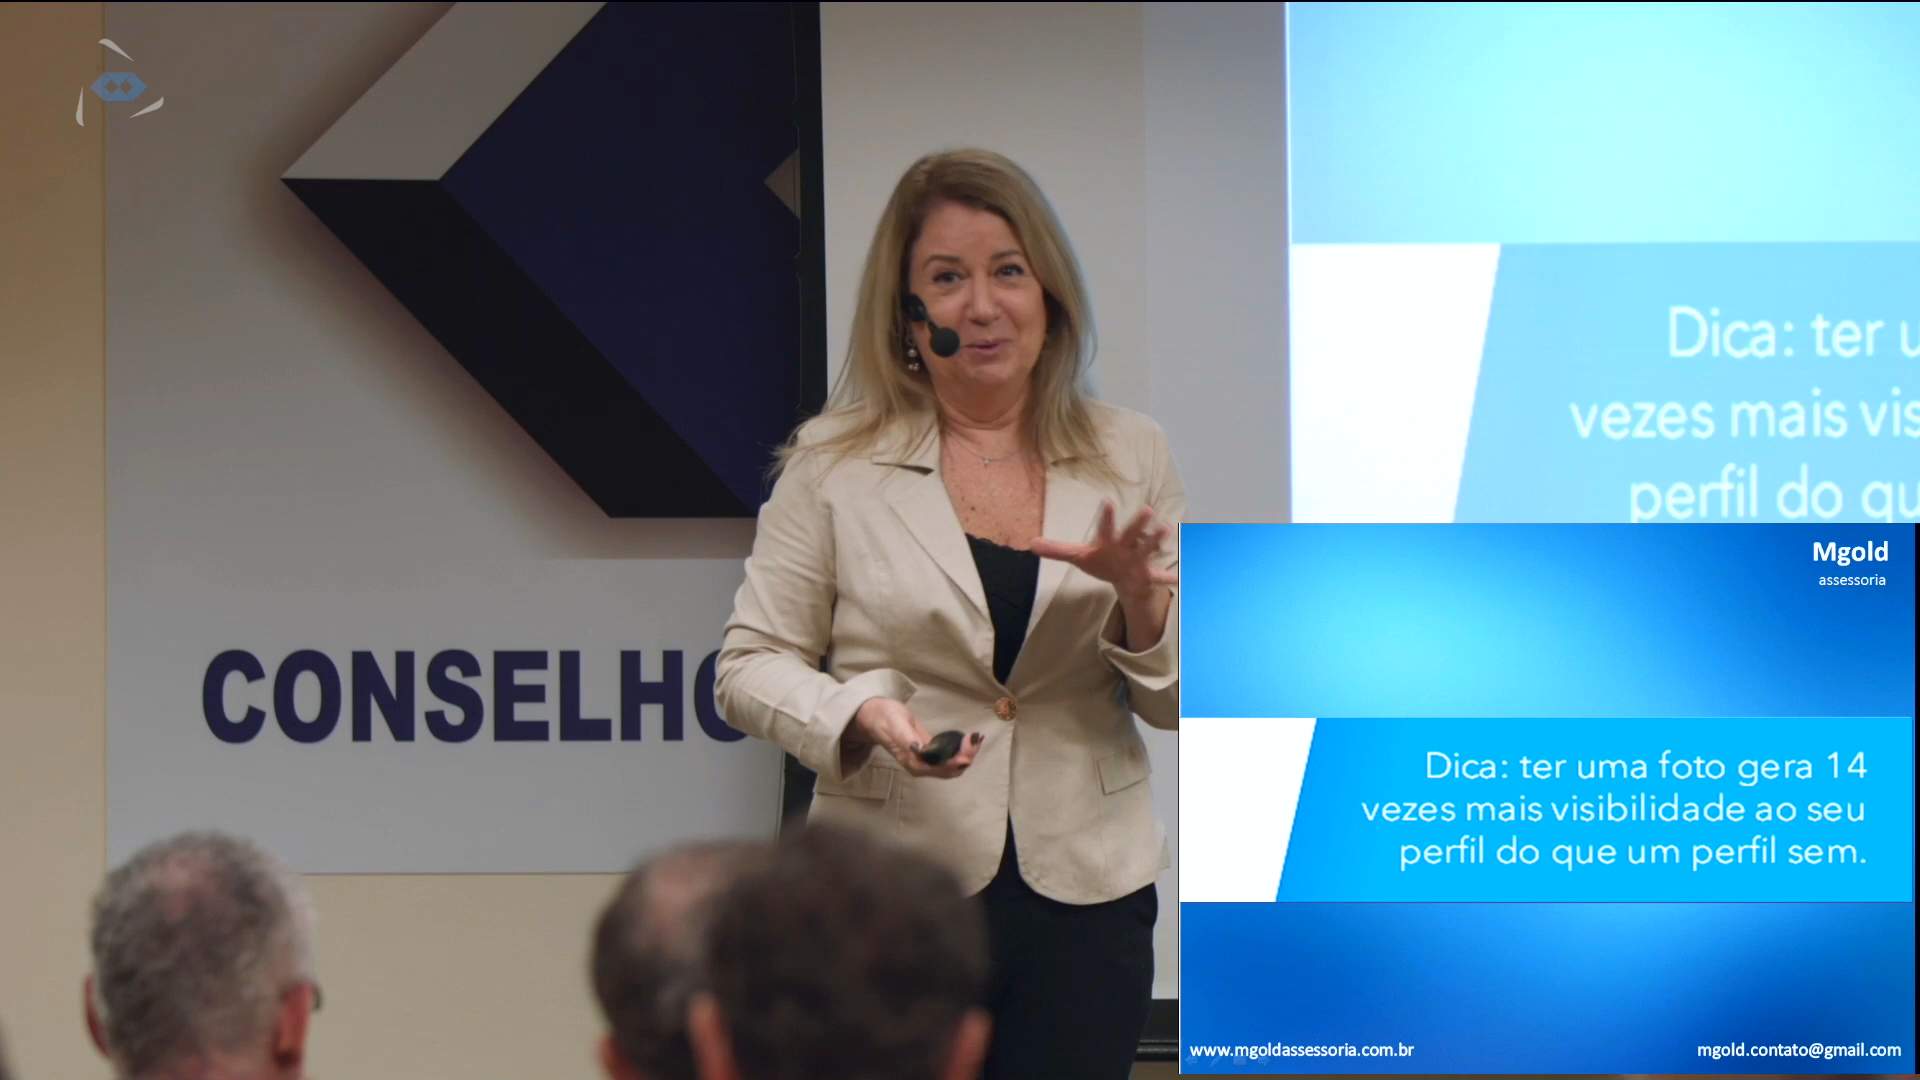 CONSELHO
Dica: ter u
vezes mais vis
perfil do qu
Mgold
assessoria
Dica: ter uma foto gera 14
vezes mais visibilidade ao seu
perfil do que um perfil sem.
www.mgoldassessoria.com.br
mgold.contato@gmail.com